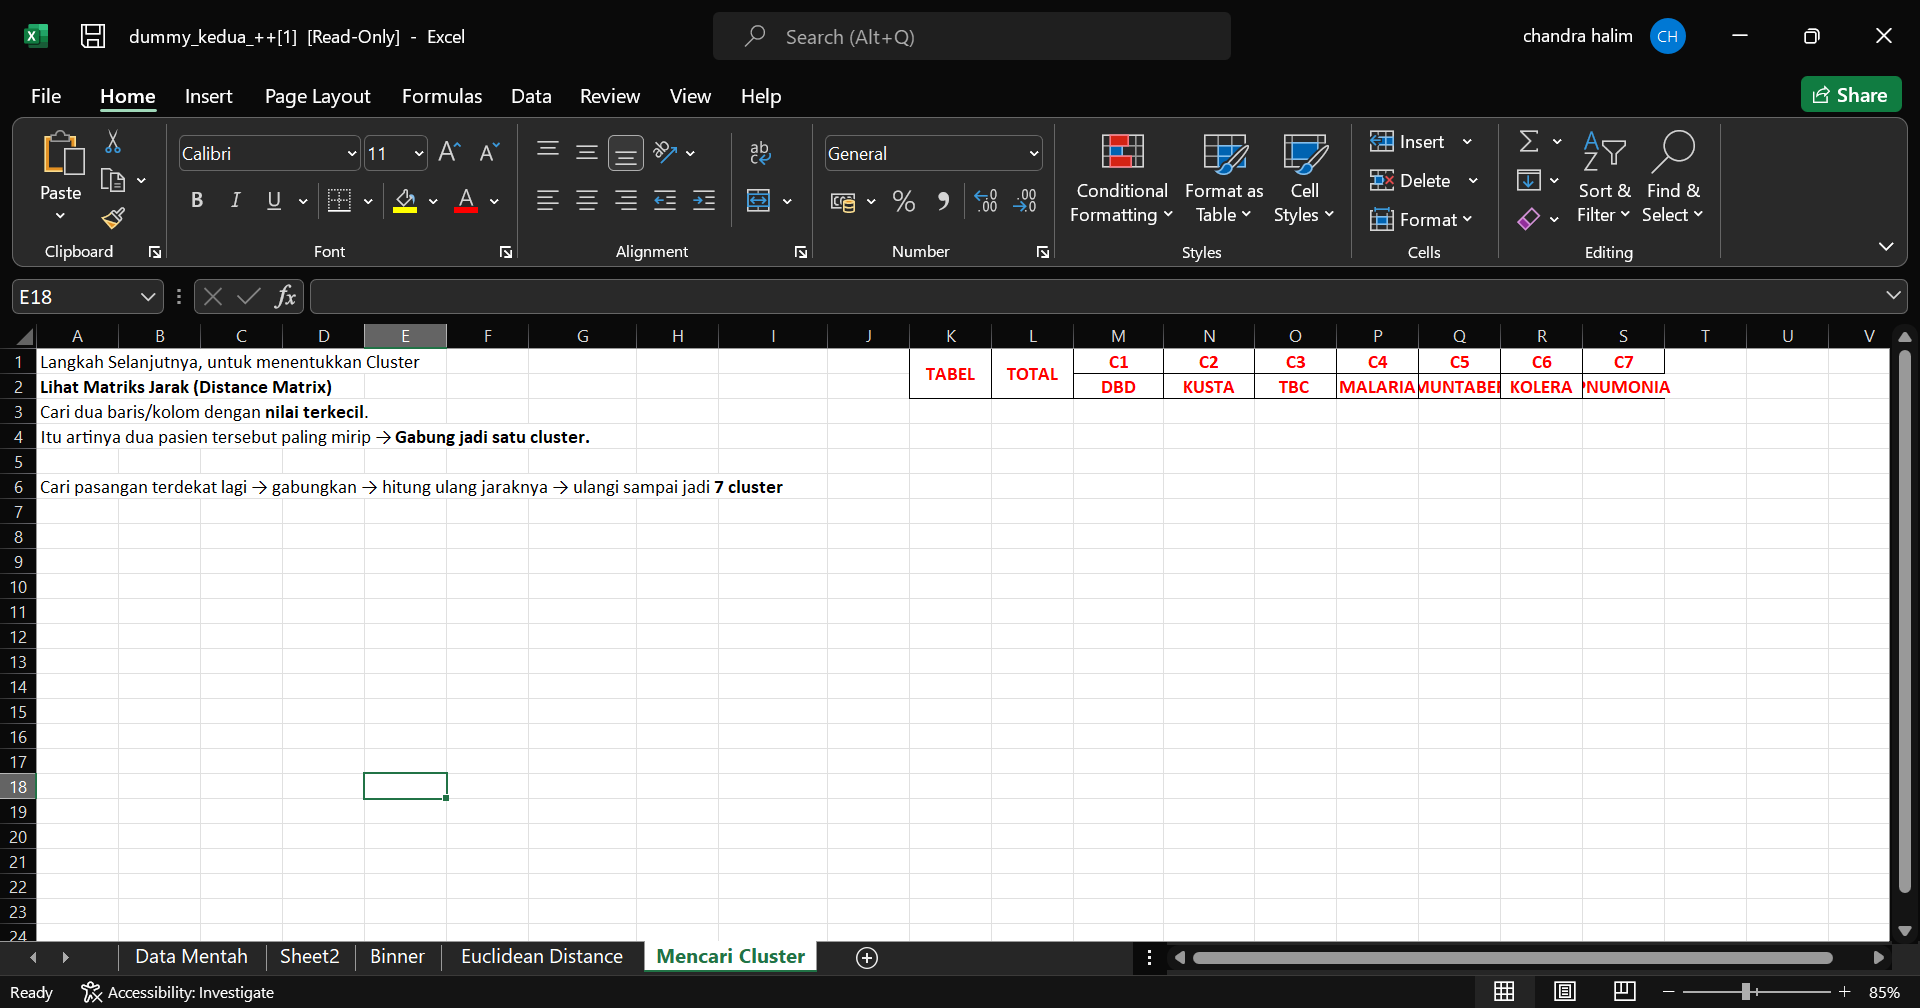 dummy_kedua_++[1] [Read-Only] - Excel
Search (Alt+Q)
chandra halim CH
File Home Insert Page Layout Formulas Data Review View Help
Share
Paste
Clipboard
Calibri 11
B I U
Font
Alignment
General
Number
Conditional Formatting
Format as Table
Cell Styles
Styles
Insert
Delete
Format
Cells
Sort & Filter
Find & Select
Editing
E18 fx
A B C D E F G H I J K L M N O P Q R S T U V
1 Langkah Selanjutnya, untuk menentukkan Cluster TABEL TOTAL C1 C2 C3 C4 C5 C6 C7
2 Lihat Matriks Jarak (Distance Matrix) DBD KUSTA TBC MALARIA MUNTABER KOLERA PNUMONIA
3 Cari dua baris/kolom dengan nilai terkecil.
4 Itu artinya dua pasien tersebut paling mirip → Gabung jadi satu cluster.
5
6 Cari pasangan terdekat lagi → gabungkan → hitung ulang jaraknya → ulangi sampai jadi 7 cluster
7
8
9
10
11
12
13
14
15
16
17
18
19
20
21
22
23
24
Data Mentah Sheet2 Binner Euclidean Distance Mencari Cluster
Ready Accessibility: Investigate 85%